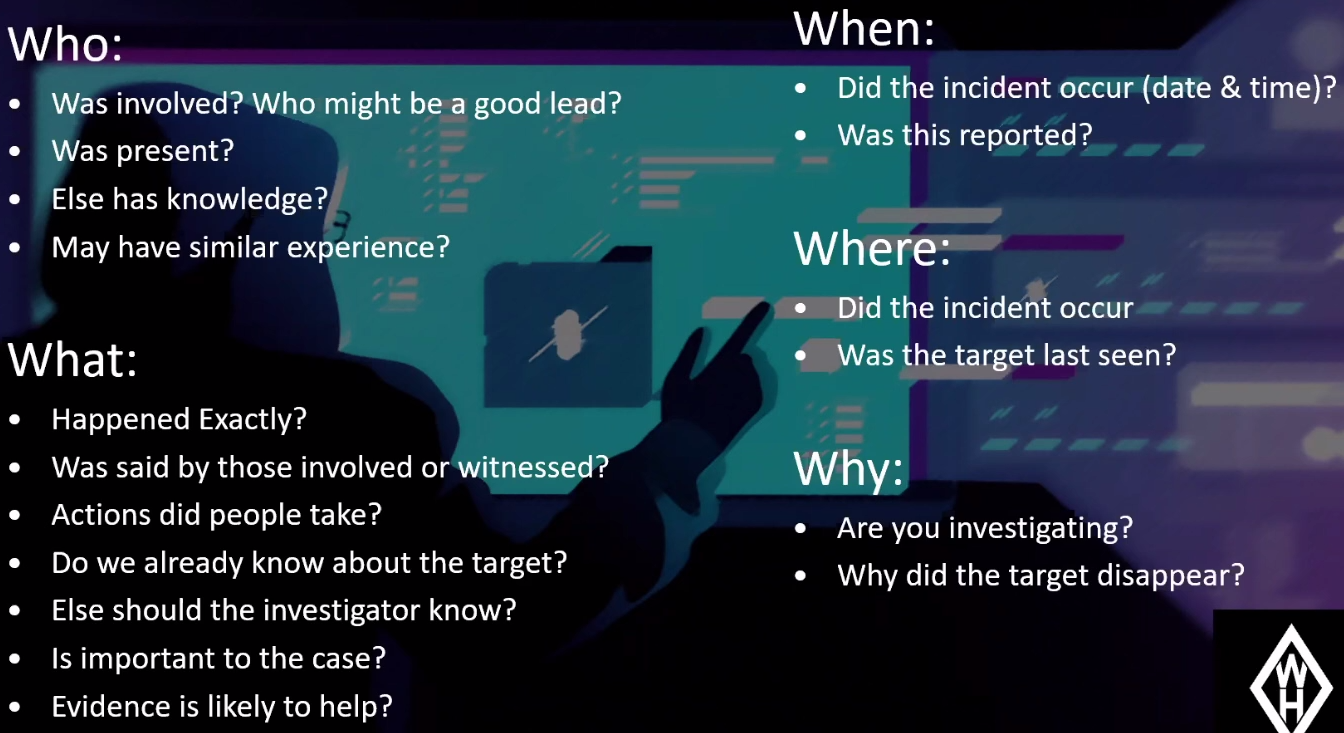 Who:
• Was involved? Who might be a good lead?
• Was present?
• Else has knowledge?
• May have similar experience?
What:
• Happened Exactly?
• Was said by those involved or witnessed?
• Actions did people take?
• Do we already know about the target?
• Else should the investigator know?
• Is important to the case?
• Evidence is likely to help?
When:
• Did the incident occur (date & time)?
• Was this reported?
Where:
• Did the incident occur
• Was the target last seen?
Why:
• Are you investigating?
• Why did the target disappear?
W
H